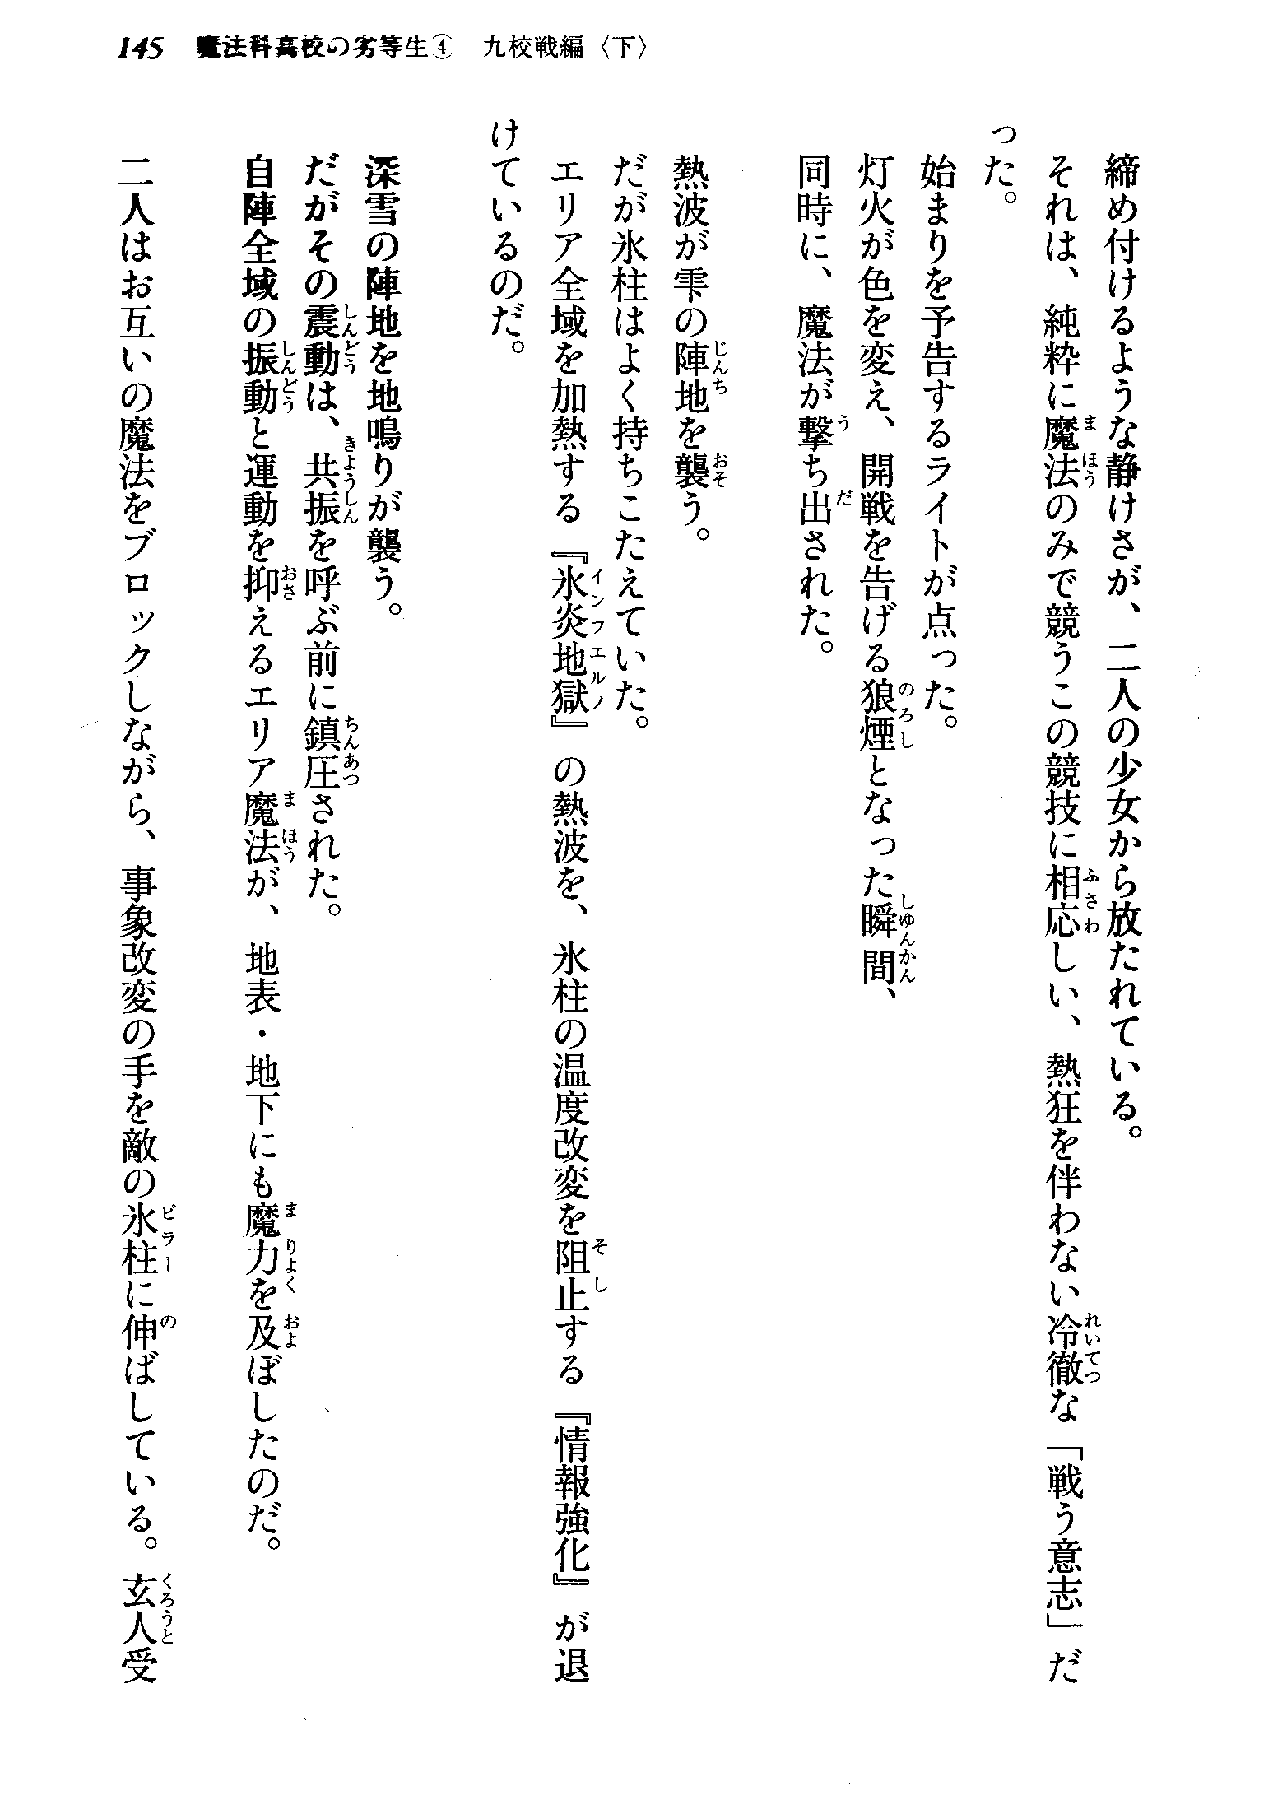 145 魔法科高校の劣等生④ 九校戦編〈下〉
締め付けるような静けさが、二人の少女から放たれている。
それは、純粋に魔法のみで競うこの競技に相応しい、熱狂を伴わない冷徹な「戦う意志」だ
った。
始まりを予告するライトが点った。
灯火が色を変え、開戦を告げる狼煙となった瞬間、
同時に、魔法が撃ち出された。
熱波が雫の陣地を襲う。
だが氷柱はよく持ちこたえていた。
エリア全域を加熱する『氷炎地獄』の熱波を、氷柱の温度改変を阻止する『情報強化』が退
けているのだ。
深雪の陣地を地鳴りが襲う。
だがその震動は、共振を呼ぶ前に鎮圧された。
自陣全域の振動と運動を抑えるエリア魔法が、地表・地下にも魔力を及ぼしたのだ。
二人はお互いの魔法をブロックしながら、事象改変の手を敵の氷柱に伸ばしている。玄人受